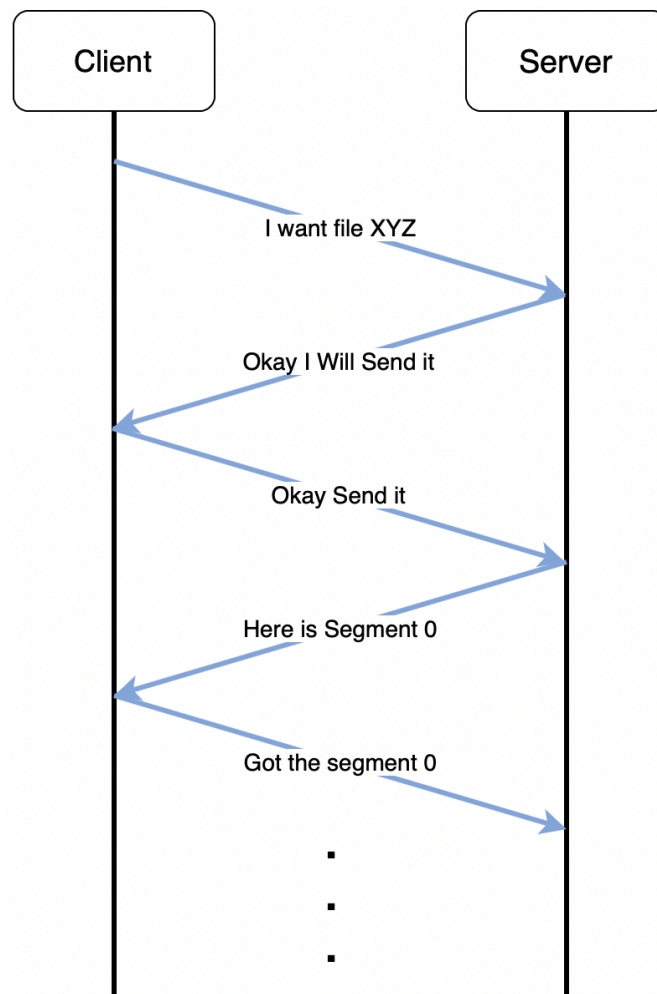 Client
Server
I want file XYZ
Okay I Will Send it
Okay Send it
Here is Segment 0
Got the segment 0